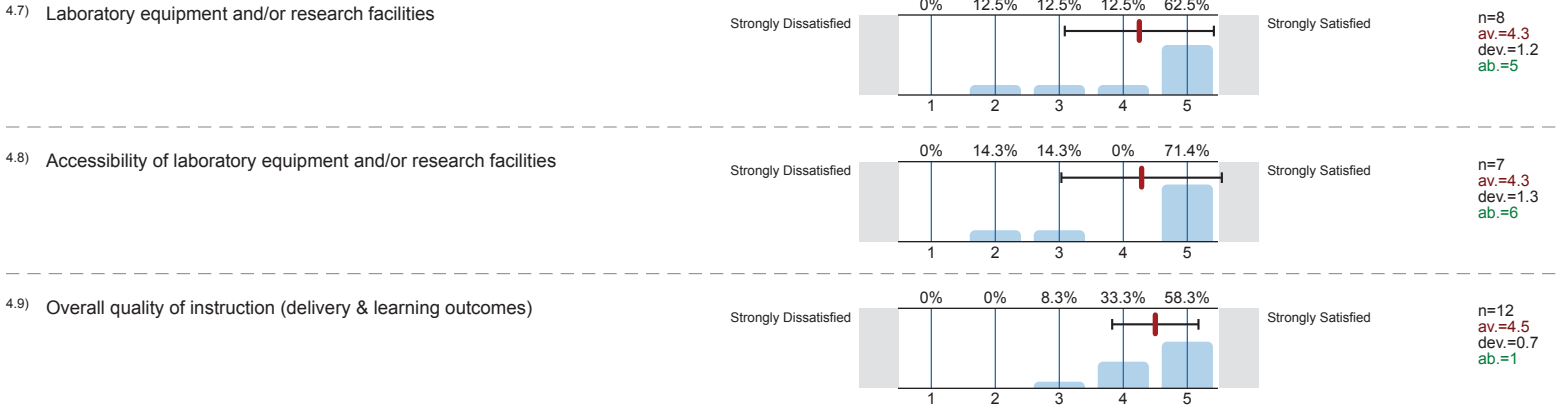 4.7) Laboratory equipment and/or research facilities
0% 12.5% 12.5% 12.5% 62.5%
Strongly Dissatisfied Strongly Satisfied
1 2 3 4 5
n=8
av.=4.3
dev.=1.2
ab.=5
4.8) Accessibility of laboratory equipment and/or research facilities
0% 14.3% 14.3% 0% 71.4%
Strongly Dissatisfied Strongly Satisfied
1 2 3 4 5
n=7
av.=4.3
dev.=1.3
ab.=6
4.9) Overall quality of instruction (delivery & learning outcomes)
0% 0% 8.3% 33.3% 58.3%
Strongly Dissatisfied Strongly Satisfied
1 2 3 4 5
n=12
av.=4.5
dev.=0.7
ab.=1